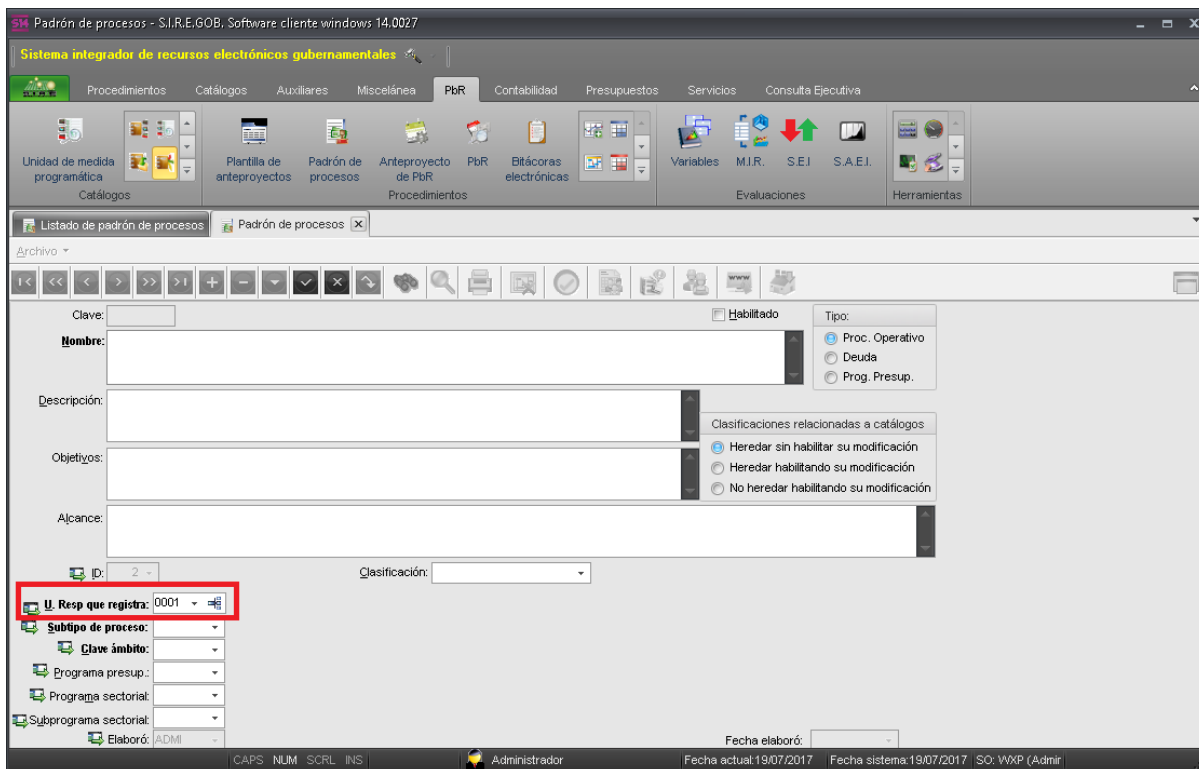 S14 Padrón de procesos - S.I.R.E.GOB. Software cliente windows 14.0027
Sistema integrador de recursos electrónicos gubernamentales
Procedimientos Catálogos Auxiliares Miscelánea PbR Contabilidad Presupuestos Servicios Consulta Ejecutiva
Unidad de medida programática
Plantilla de anteproyectos
Padrón de procesos
Anteproyecto de PbR
PbR
Bitácoras electrónicas
Variables
M.I.R.
S.E.I
S.A.E.I.
Catálogos Procedimientos Evaluaciones Herramientas
Listado de padrón de procesos Padrón de procesos
Archivo
www
Clave:
Habilitado
Tipo:
Nombre:
Proc. Operativo
Deuda
Prog. Presup.
Descripción:
Clasificaciones relacionadas a catálogos
Heredar sin habilitar su modificación
Objetivos:
Heredar habilitando su modificación
No heredar habilitando su modificación
Alcance:
ID: 2 Clasificación:
U. Resp que registra: 0001
Subtipo de proceso:
Clave ámbito:
Programa presup.:
Programa sectorial:
Subprograma sectorial:
Elaboró: ADMI Fecha elaboró:
CAPS NUM SCRL INS Administrador Fecha actual:19/07/2017 Fecha sistema:19/07/2017 SO: WXP (Admir